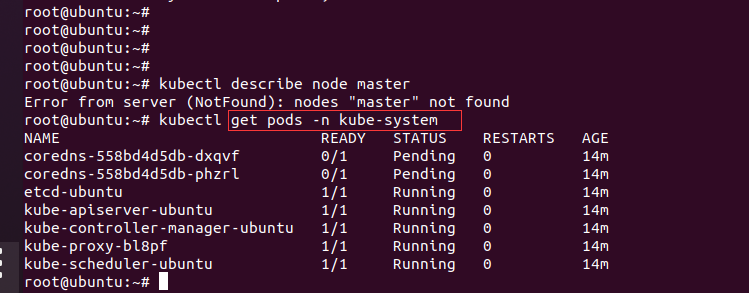 root@ubuntu:~#
root@ubuntu:~#
root@ubuntu:~#
root@ubuntu:~#
root@ubuntu:~# kubectl describe node master
Error from server (NotFound): nodes "master" not found
root@ubuntu:~# kubectl get pods -n kube-system
NAME READY STATUS RESTARTS AGE
coredns-558bd4d5db-dxqvf 0/1 Pending 0 14m
coredns-558bd4d5db-phzrl 0/1 Pending 0 14m
etcd-ubuntu 1/1 Running 0 14m
kube-apiserver-ubuntu 1/1 Running 0 14m
kube-controller-manager-ubuntu 1/1 Running 0 14m
kube-proxy-bl8pf 1/1 Running 0 14m
kube-scheduler-ubuntu 1/1 Running 0 14m
root@ubuntu:~#